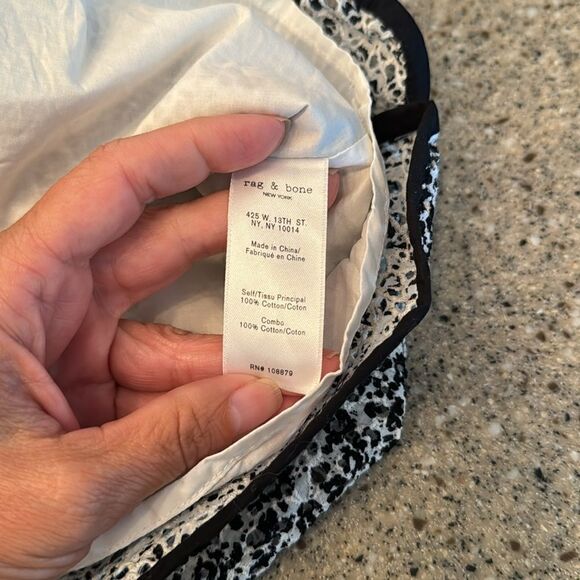 rag & bone
NEW YORK
425 W. 13TH ST.
NY, NY 10014
Made in China/
Fabriqué en Chine
Self/Tissu Principal
100% Cotton/Coton
Combo
100% Cotton/Coton
RN# 108879